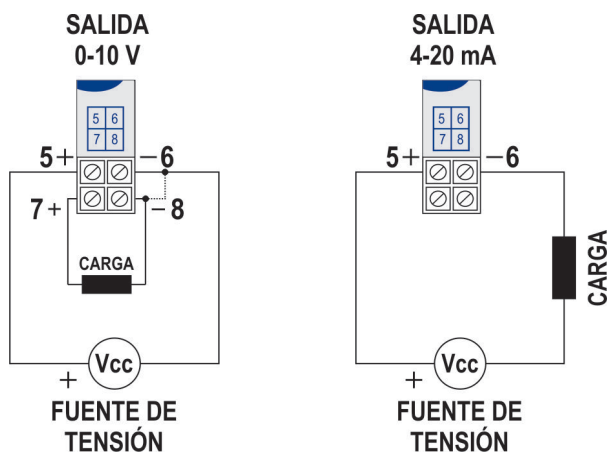 SALIDA
0-10 V
5 6
7 8
5+ −6
7+ −8
CARGA
Vcc
+
FUENTE DE
TENSIÓN
SALIDA
4-20 mA
5 6
7 8
5+ −6
CARGA
Vcc
+
FUENTE DE
TENSIÓN